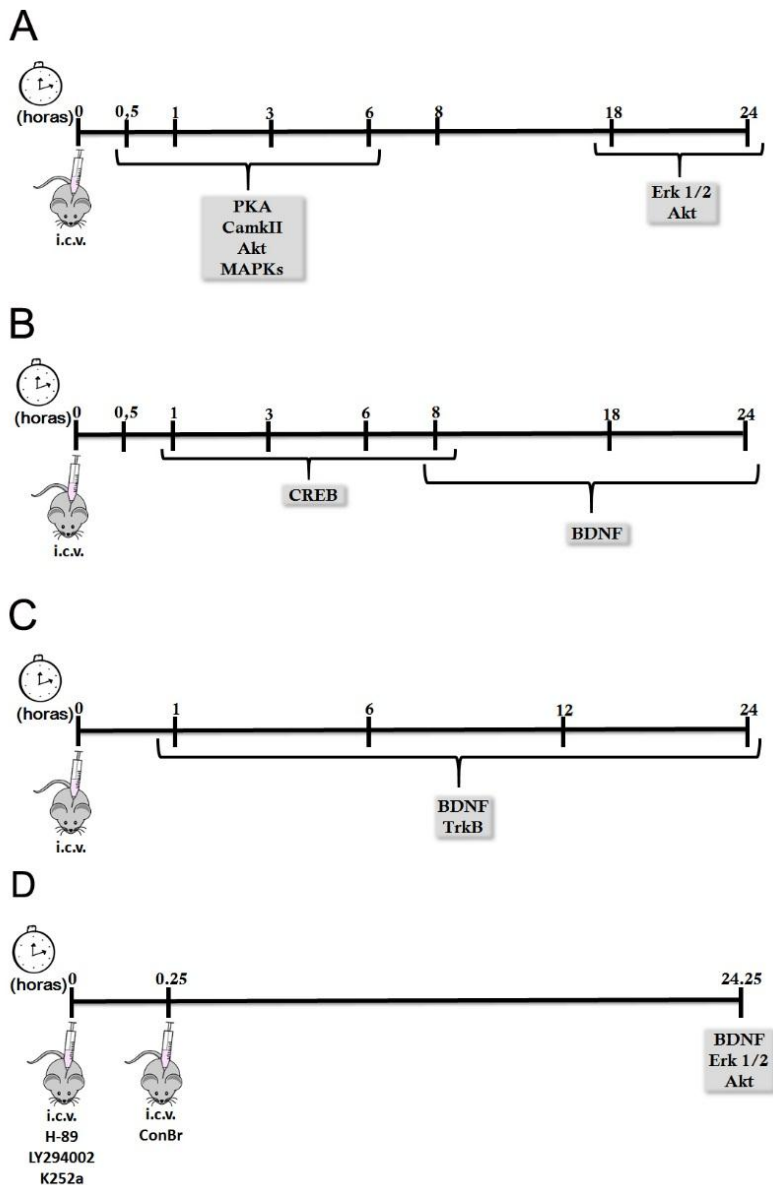 A
(horas)
0 0,5 1 3 6 8 18 24
i.c.v.
PKA
CamkII
Akt
MAPKs
Erk 1/2
Akt
B
(horas)
0 0,5 1 3 6 8 18 24
i.c.v.
CREB
BDNF
C
(horas)
0 1 6 12 24
i.c.v.
BDNF
TrkB
D
(horas)
0 0.25 24.25
i.c.v.
H-89
LY294002
K252a
i.c.v.
ConBr
BDNF
Erk 1/2
Akt